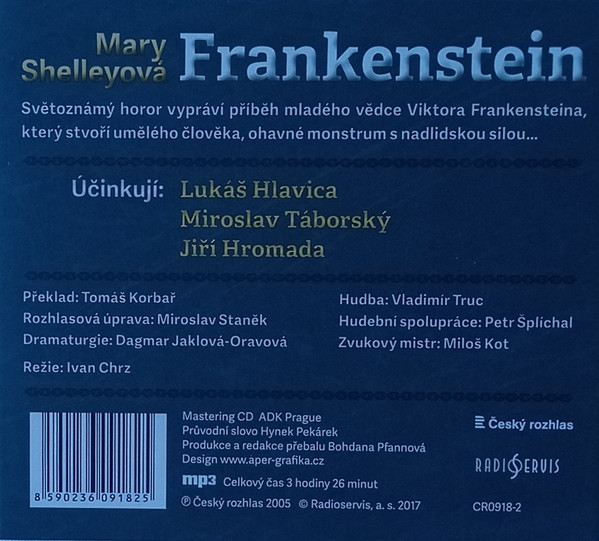 Mary
Shelleyová
Frankenstein
Světoznámý horor vypráví příběh mladého vědce Viktora Frankensteina,
který stvoří umělého člověka, ohavné monstrum s nadlidskou silou...
Účinkují: Lukáš Hlavica
Miroslav Táborský
Jiří Hromada
Překlad: Tomáš Korbař
Rozhlasová úprava: Miroslav Staněk
Dramaturgie: Dagmar Jaklová-Oravová
Režie: Ivan Chrz
Hudba: Vladimír Truc
Hudební spolupráce: Petr Šplíchal
Zvukový mistr: Miloš Kot
8 590236 091825
Mastering CD ADK Prague
Průvodní slovo Hynek Pekárek
Produkce a redakce přebalu Bohdana Pfannová
Design www.aper-grafika.cz
mp3 Celkový čas 3 hodiny 26 minut
℗ Český rozhlas 2005 © Radioservis, a. s. 2017
Český rozhlas
RADIOSERVIS
CR0918-2